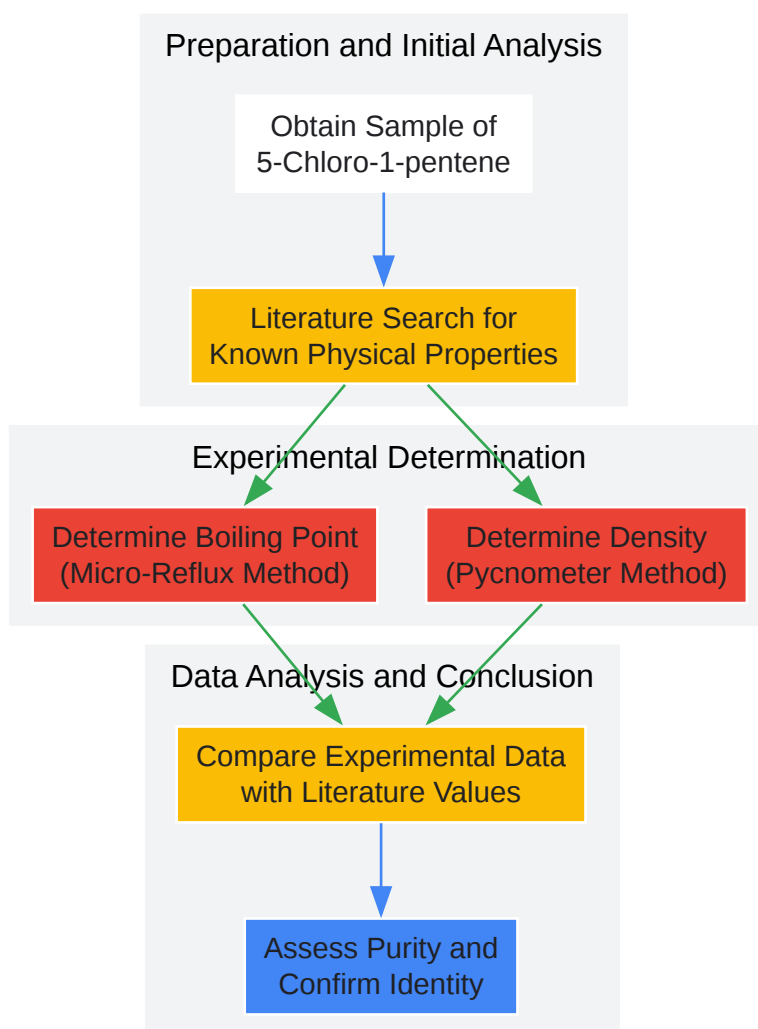 Preparation and Initial Analysis
Obtain Sample of
5-Chloro-1-pentene
Literature Search for
Known Physical Properties
Experimental Determination
Determine Boiling Point
(Micro-Reflux Method)
Determine Density
(Pycnometer Method)
Data Analysis and Conclusion
Compare Experimental Data
with Literature Values
Assess Purity and
Confirm Identity